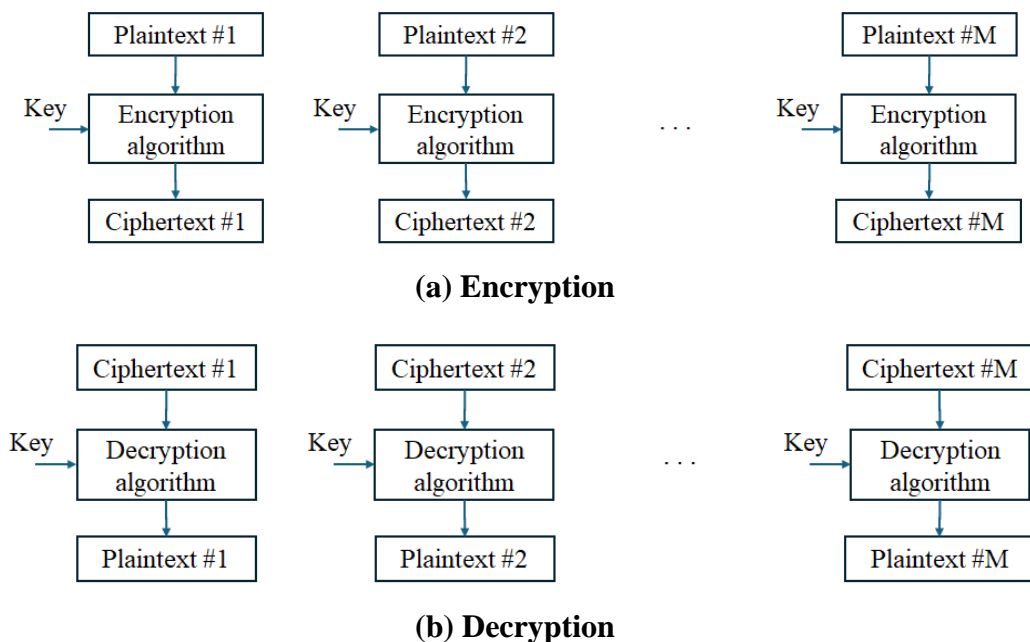 Plaintext #1 Plaintext #2 Plaintext #M
Key Encryption algorithm Key Encryption algorithm . . . Key Encryption algorithm
Ciphertext #1 Ciphertext #2 Ciphertext #M
(a) Encryption
Ciphertext #1 Ciphertext #2 Ciphertext #M
Key Decryption algorithm Key Decryption algorithm . . . Key Decryption algorithm
Plaintext #1 Plaintext #2 Plaintext #M
(b) Decryption